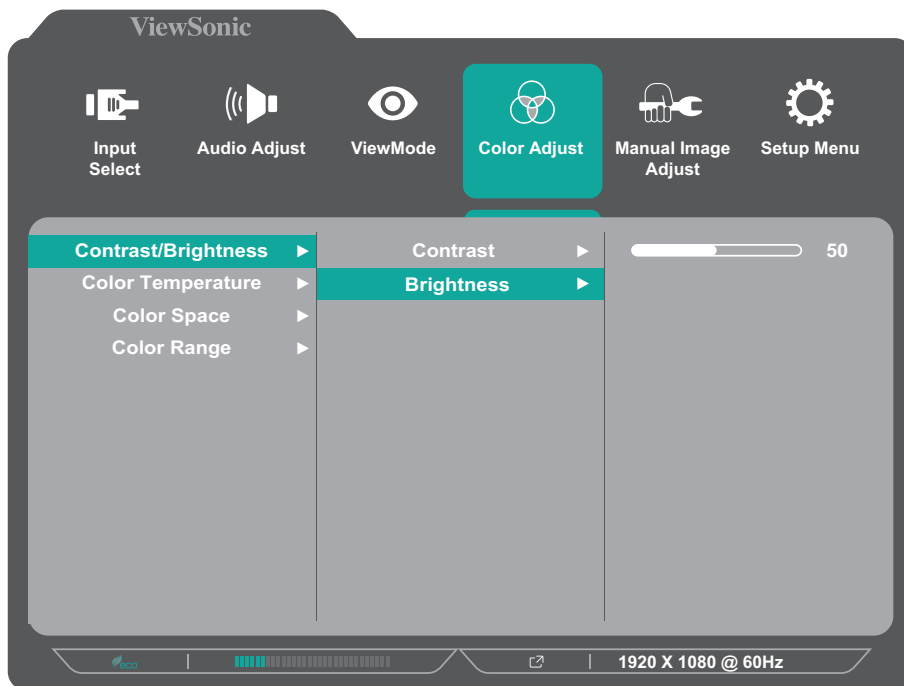 ViewSonic
Input Select
Audio Adjust
ViewMode
Color Adjust
Manual Image Adjust
Setup Menu
Contrast/Brightness
Contrast
50
Color Temperature
Brightness
Color Space
Color Range
eco
1920 X 1080 @ 60Hz